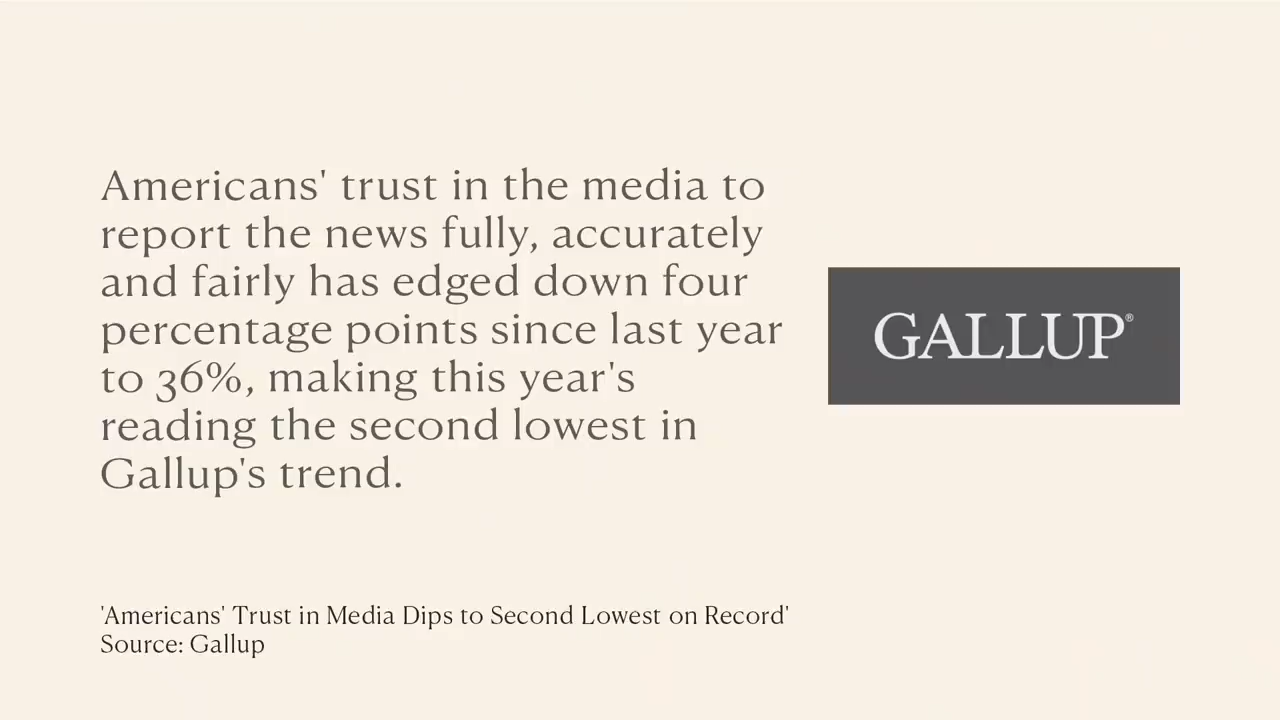 Americans' trust in the media to
report the news fully, accurately
and fairly has edged down four
percentage points since last year
to 36%, making this year's
reading the second lowest in
Gallup's trend.
GALLUP®
'Americans' Trust in Media Dips to Second Lowest on Record'
Source: Gallup